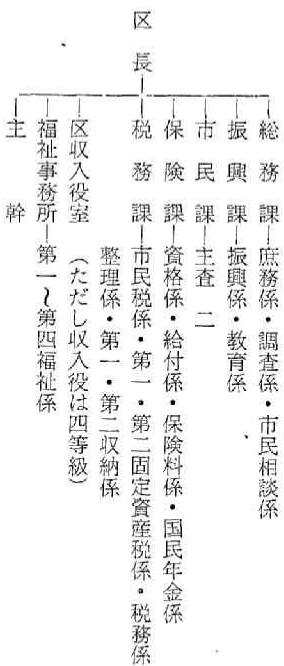 区長
総務課―庶務係・調査係・市民相談係
振興課―振興係・教育係
市民課―主査 二
保険課―資格係・給付係・保険料係・国民年金係
税務課―市民税係・第一・第二固定資産税係・税務係
整理係・第一・第二収納係
区収入役室 (ただし収入役は四等級)
福祉事務所―第一～第四福祉係
主幹